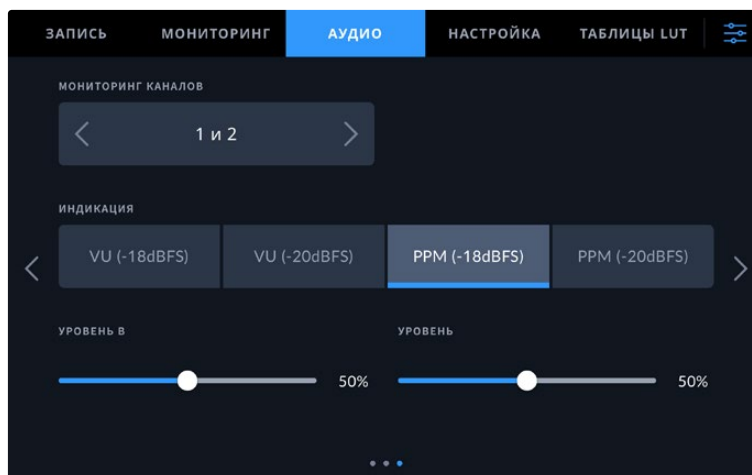 ЗАПИСЬ МОНИТОРИНГ АУДИО НАСТРОЙКА ТАБЛИЦЫ LUT
МОНИТОРИНГ КАНАЛОВ
1 и 2
ИНДИКАЦИЯ
VU (-18dBFS) VU (-20dBFS) PPM (-18dBFS) PPM (-20dBFS)
УРОВЕНЬ В УРОВЕНЬ
50% 50%